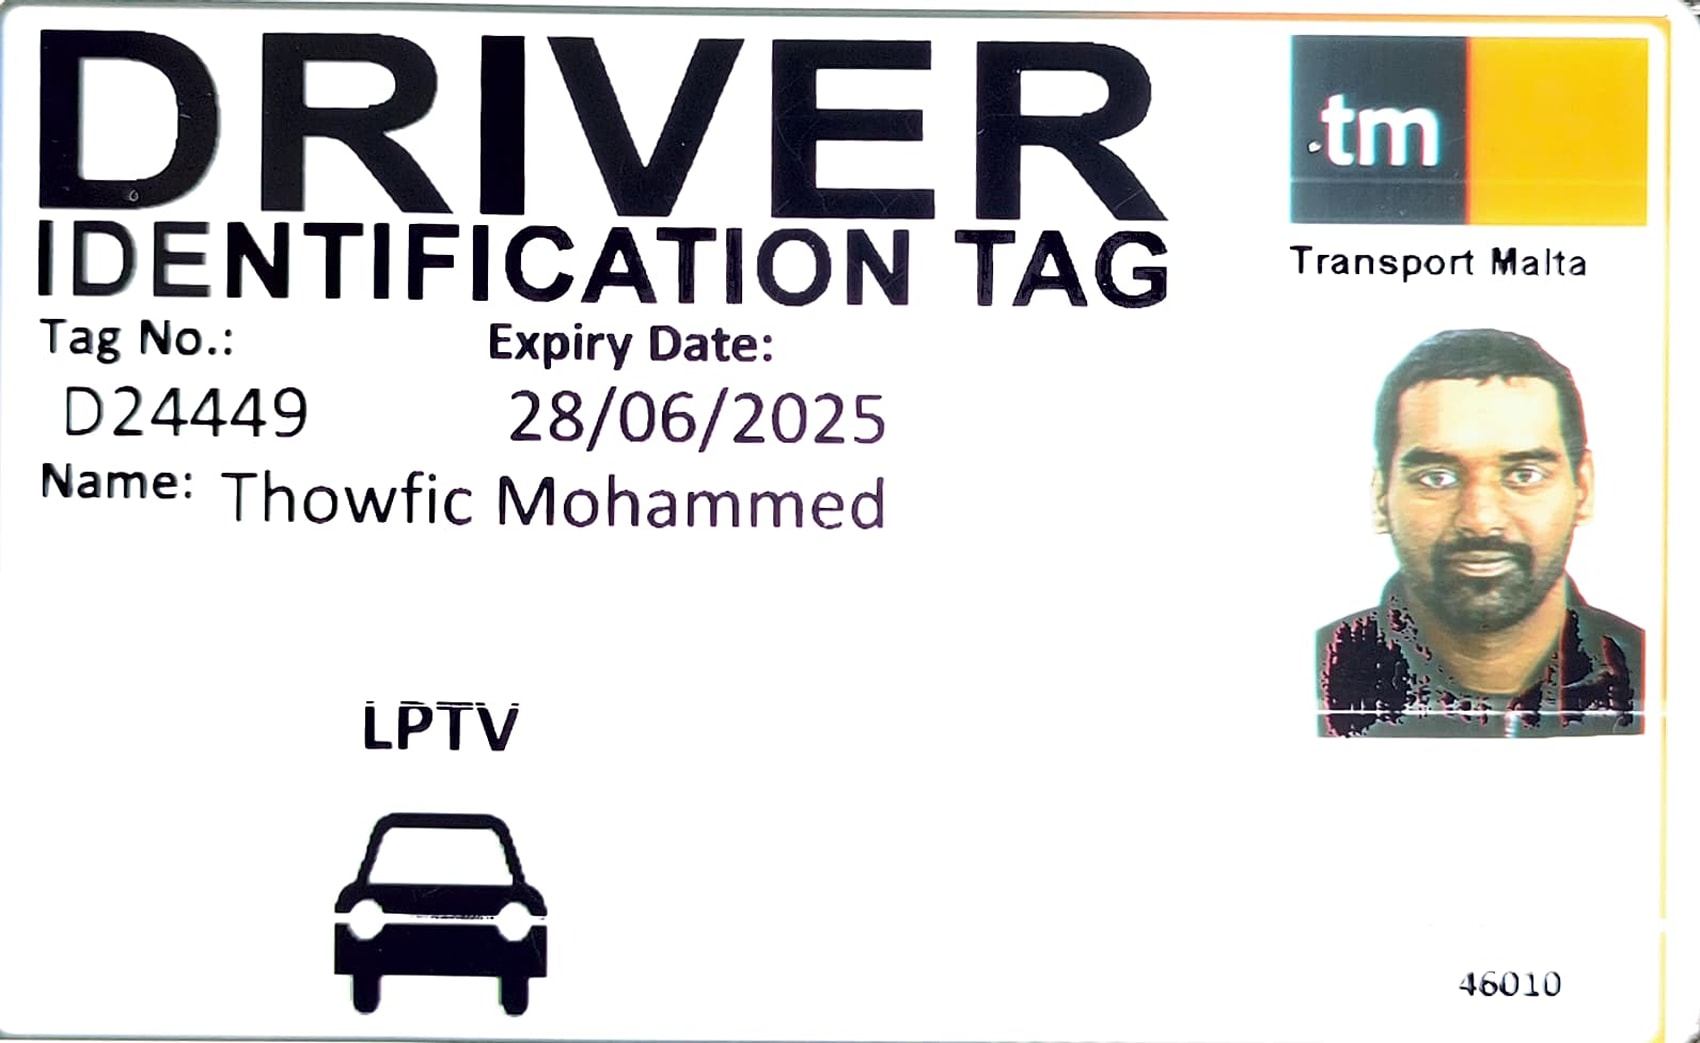 DRIVER
IDENTIFICATION TAG
.tm
Transport Malta
Tag No.: Expiry Date:
D24449 28/06/2025
Name: Thowfic Mohammed
LPTV
46010